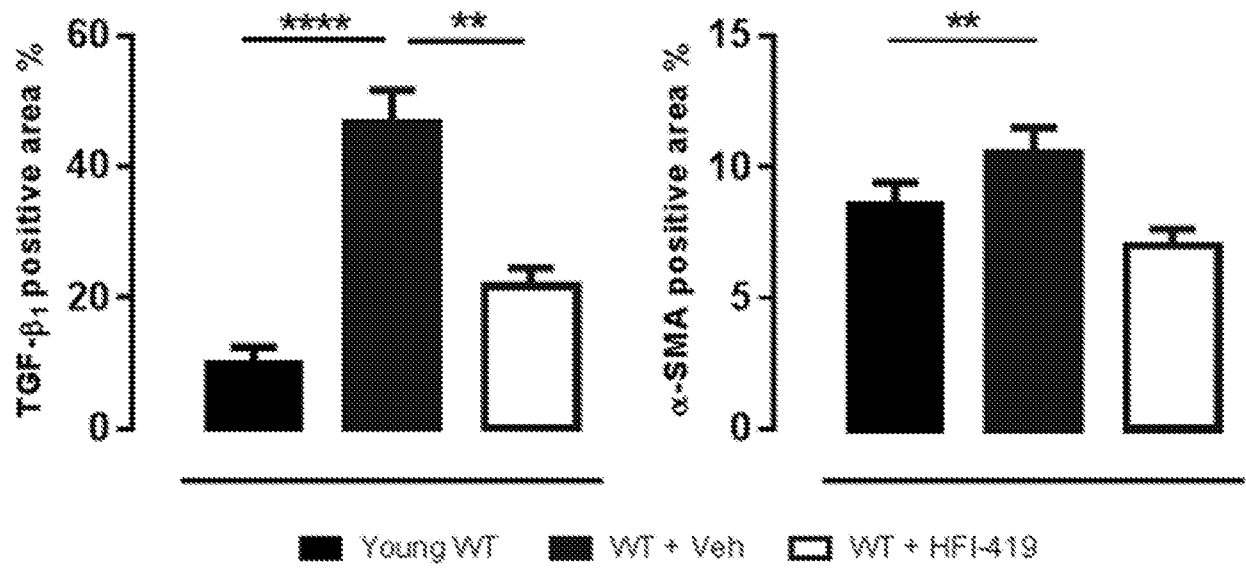 TGF-β₁ positive area %
60
40
20
0
****
**
α-SMA positive area %
15
10
5
0
**
Young WT
WT + Veh
WT + HFI-419